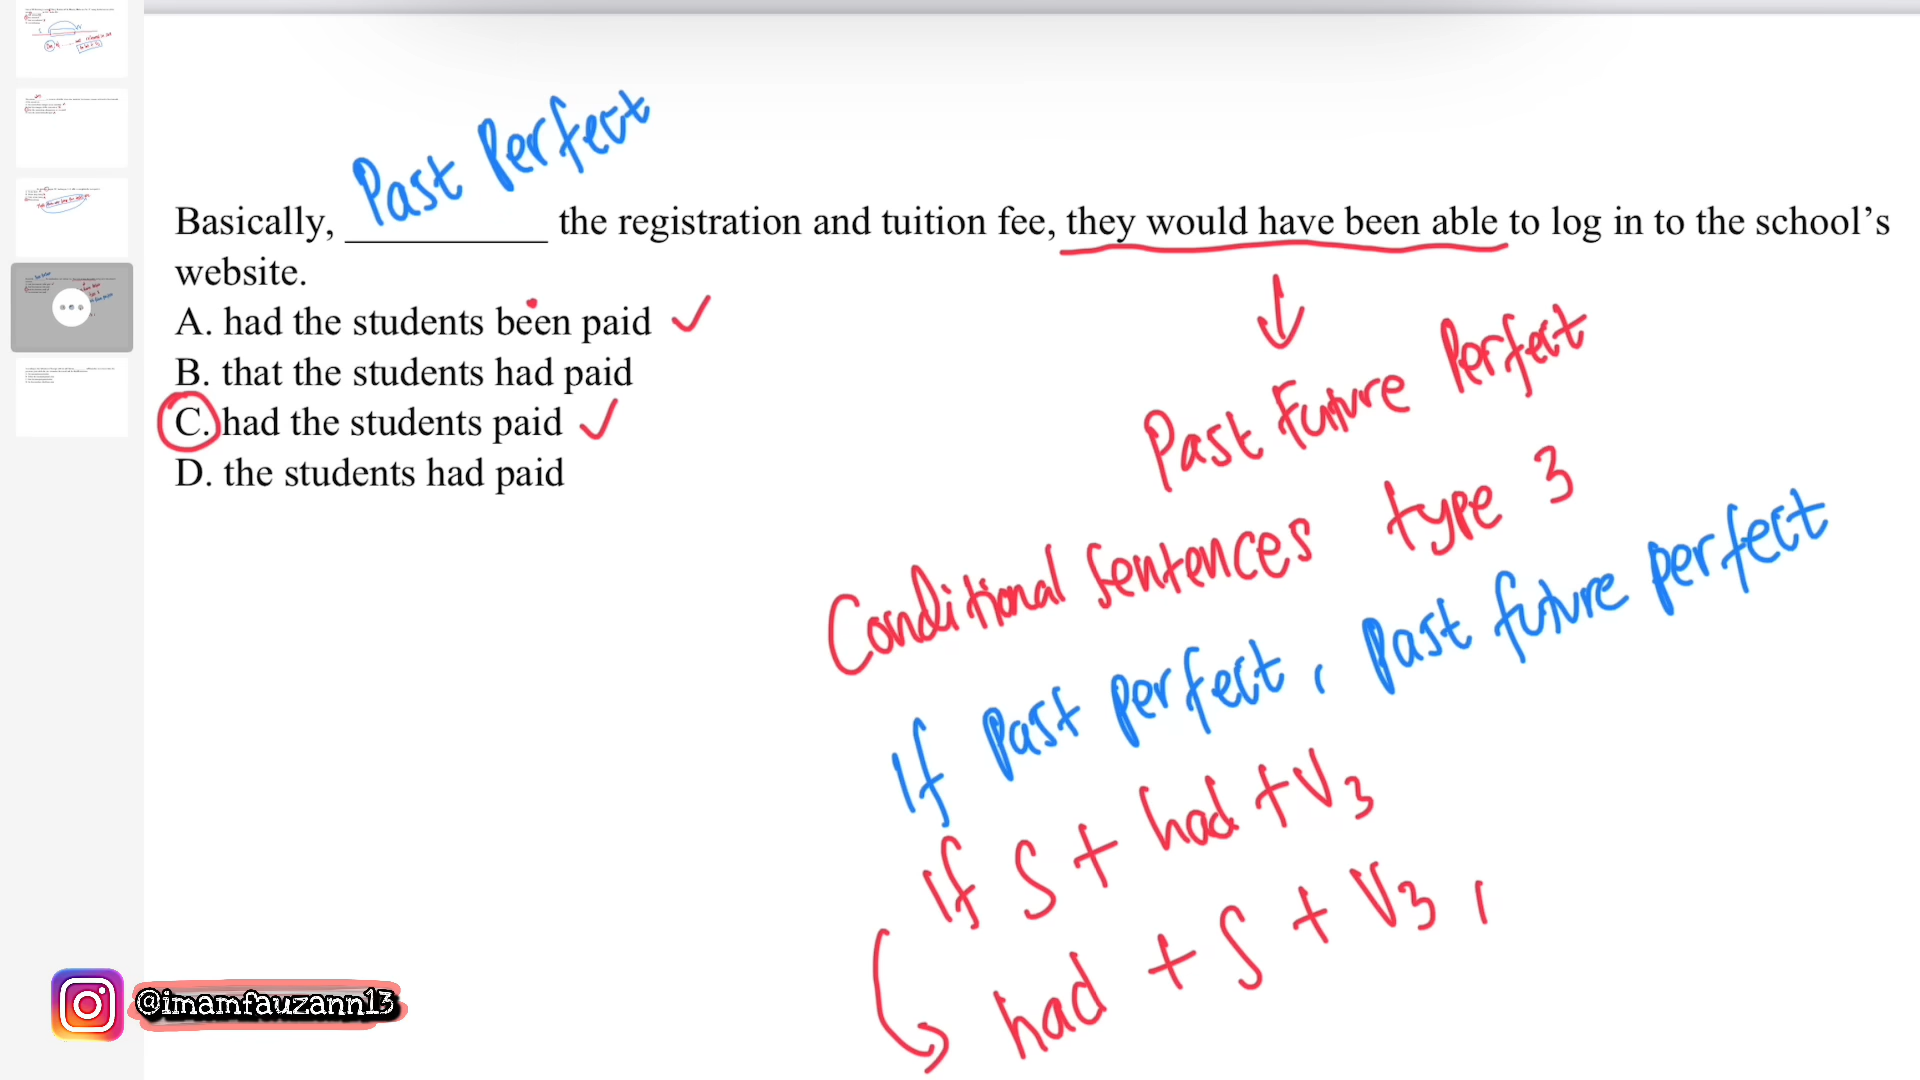 Past Perfect
Basically, __________ the registration and tuition fee, they would have been able to log in to the school's
website.
A. had the students been paid ✓
B. that the students had paid
C. had the students paid ✓
D. the students had paid
Past Future Perfect
Conditional Sentences type 3
If Past perfect, Past future perfect
If S + had + V3
had + S + V3,
@imamfauzann13